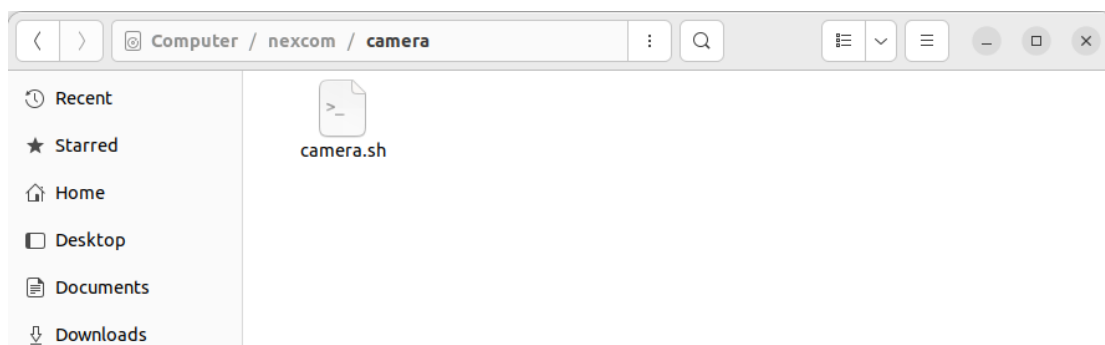 Computer / nexcom / camera
Recent
Starred
Home
Desktop
Documents
Downloads
>_
camera.sh